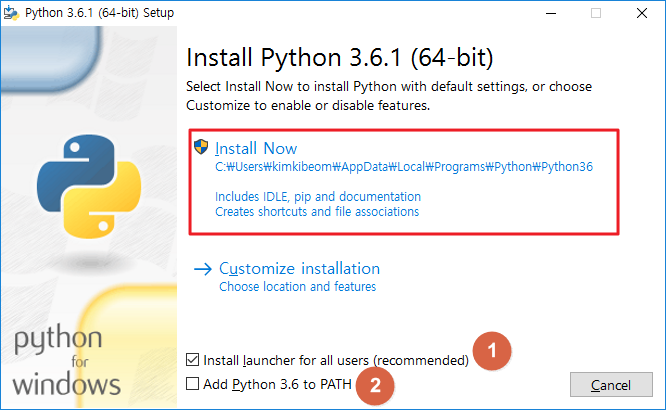 Python 3.6.1 (64-bit) Setup
Install Python 3.6.1 (64-bit)
Select Install Now to install Python with default settings, or choose
Customize to enable or disable features.
Install Now
C:₩Users₩kimkibeom₩AppData₩Local₩Programs₩Python₩Python36
Includes IDLE, pip and documentation
Creates shortcuts and file associations
Customize installation
Choose location and features
python
for
windows
Install launcher for all users (recommended)
1
Add Python 3.6 to PATH
2
Cancel